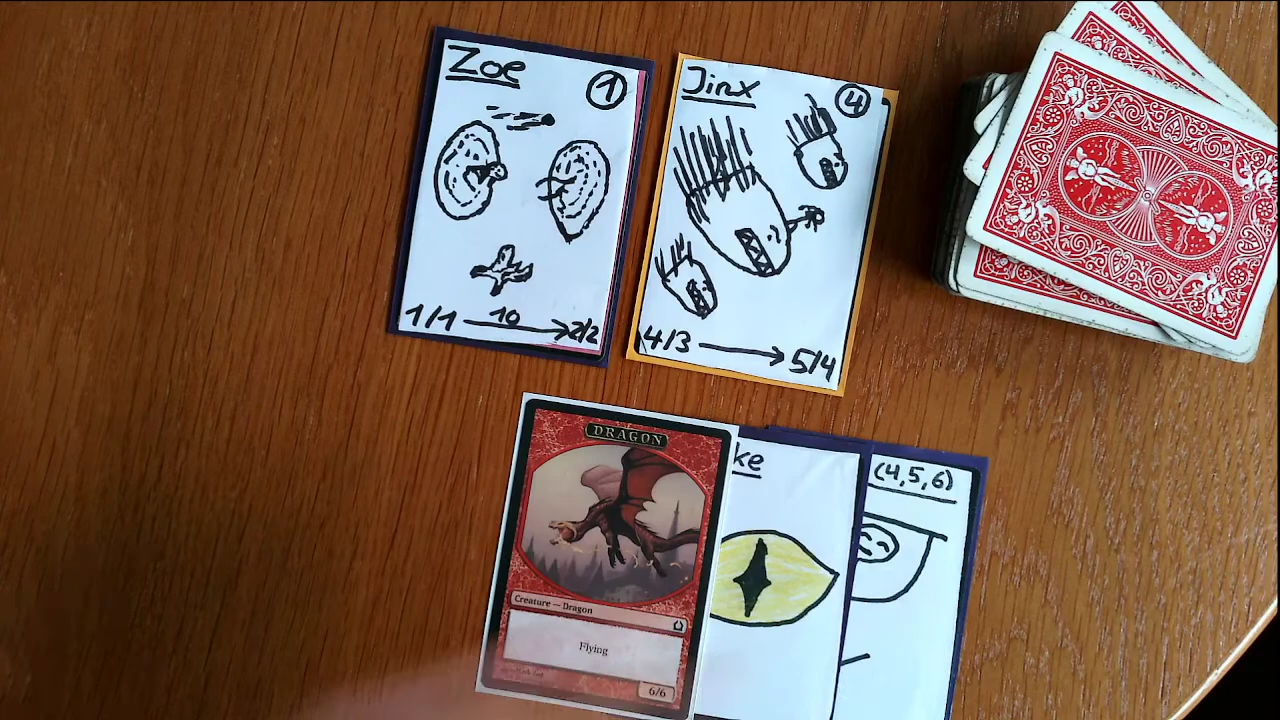 Zoe
1
1/1 10 2/2
Jinx
4
4/3 5/4
DRAGON
Creature — Dragon
Flying
6/6
ke
(4,5,6)